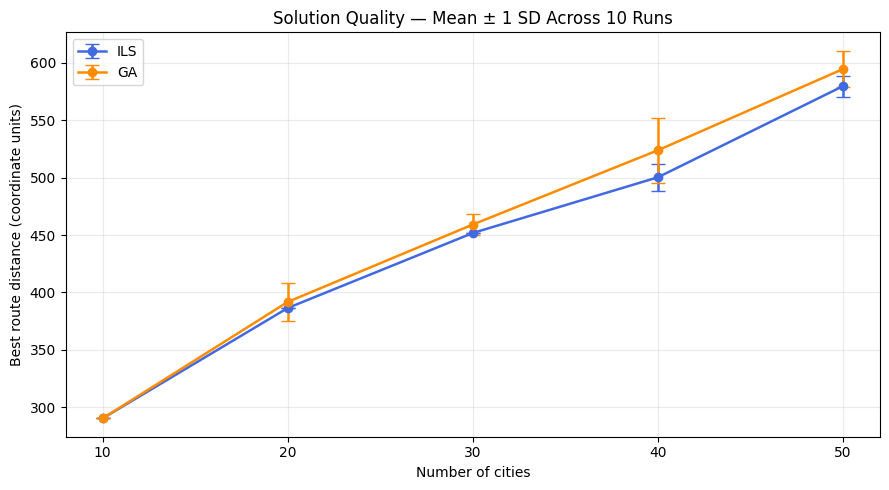 Solution Quality — Mean ± 1 SD Across 10 Runs
ILS
GA
Best route distance (coordinate units)
600
550
500
450
400
350
300
10 20 30 40 50
Number of cities